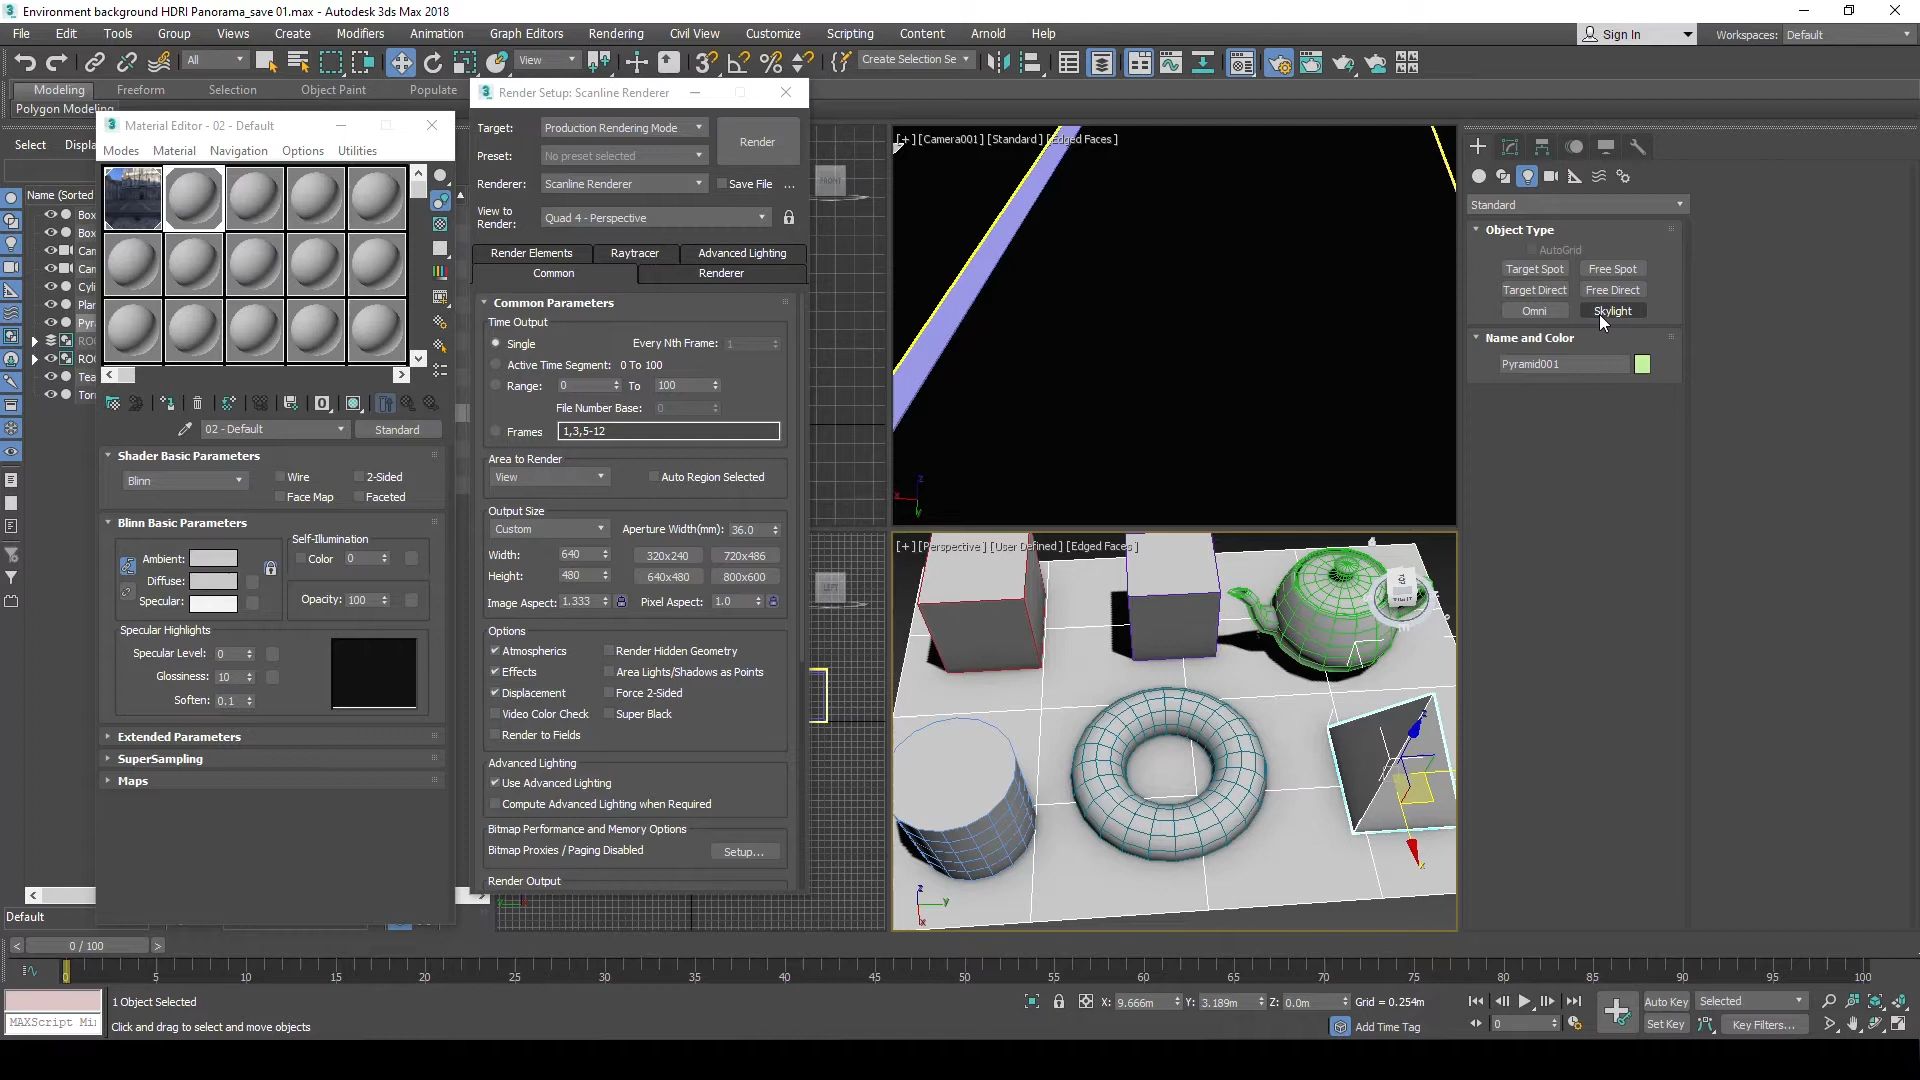 Environment background HDRI Panorama_save 01.max - Autodesk 3ds Max 2018
File Edit Tools Group Views Create Modifiers Animation Graph Editors Rendering Civil View Customize Scripting Content Arnold Help
Sign In Workspaces: Default
All View Create Selection Se
Modeling Freeform Selection Object Paint Populate
Polygon Modeling
Select Displa
Name (Sorted
Box
Box
Cam
Cam
Cyli
Plan
Pyra
ROO
Tea
Torr
Default
Material Editor - 02 - Default
Modes Material Navigation Options Utilities
02 - Default Standard
Shader Basic Parameters
Blinn Wire 2-Sided
Face Map Faceted
Blinn Basic Parameters
Self-Illumination
Ambient: Color 0
Diffuse:
Specular: Opacity: 100
Specular Highlights
Specular Level: 0
Glossiness: 10
Soften: 0,1
Extended Parameters
SuperSampling
Maps
Render Setup: Scanline Renderer
Target: Production Rendering Mode
Render
Preset: No preset selected
Renderer: Scanline Renderer Save File ...
View to Render: Quad 4 - Perspective
Render Elements Raytracer Advanced Lighting
Common Renderer
Common Parameters
Time Output
Single Every Nth Frame: 1
Active Time Segment: 0 To 100
Range: 0 To 100
File Number Base: 0
Frames 1,3,5-12
Area to Render
View Auto Region Selected
Output Size
Custom Aperture Width(mm): 36.0
Width: 640 320x240 720x486
Height: 480 640x480 800x600
Image Aspect: 1.333 Pixel Aspect: 1.0
Options
Atmospherics Render Hidden Geometry
Effects Area Lights/Shadows as Points
Displacement Force 2-Sided
Video Color Check Super Black
Render to Fields
Advanced Lighting
Use Advanced Lighting
Compute Advanced Lighting when Required
Bitmap Performance and Memory Options
Bitmap Proxies / Paging Disabled Setup...
Render Output
FRONT
LEFT
[+] [Camera001] [Standard] [Edged Faces]
z
x
y
[+] [Perspective] [User Defined] [Edged Faces]
TOP
z
x
z
y
x
Standard
Object Type
AutoGrid
Target Spot Free Spot
Target Direct Free Direct
Omni Skylight
Name and Color
Pyramid001
< 0 / 100 >
0 5 10 15 20 25 30 35 40 45 50 55 60 65 70 75 80 85 90 95 100
1 Object Selected
X: 9.666m Y: 3.189m Z: 0.0m Grid = 0.254m
Auto Key Selected
MAXScript Mi
Click and drag to select and move objects
Add Time Tag
0
Set Key Key Filters...